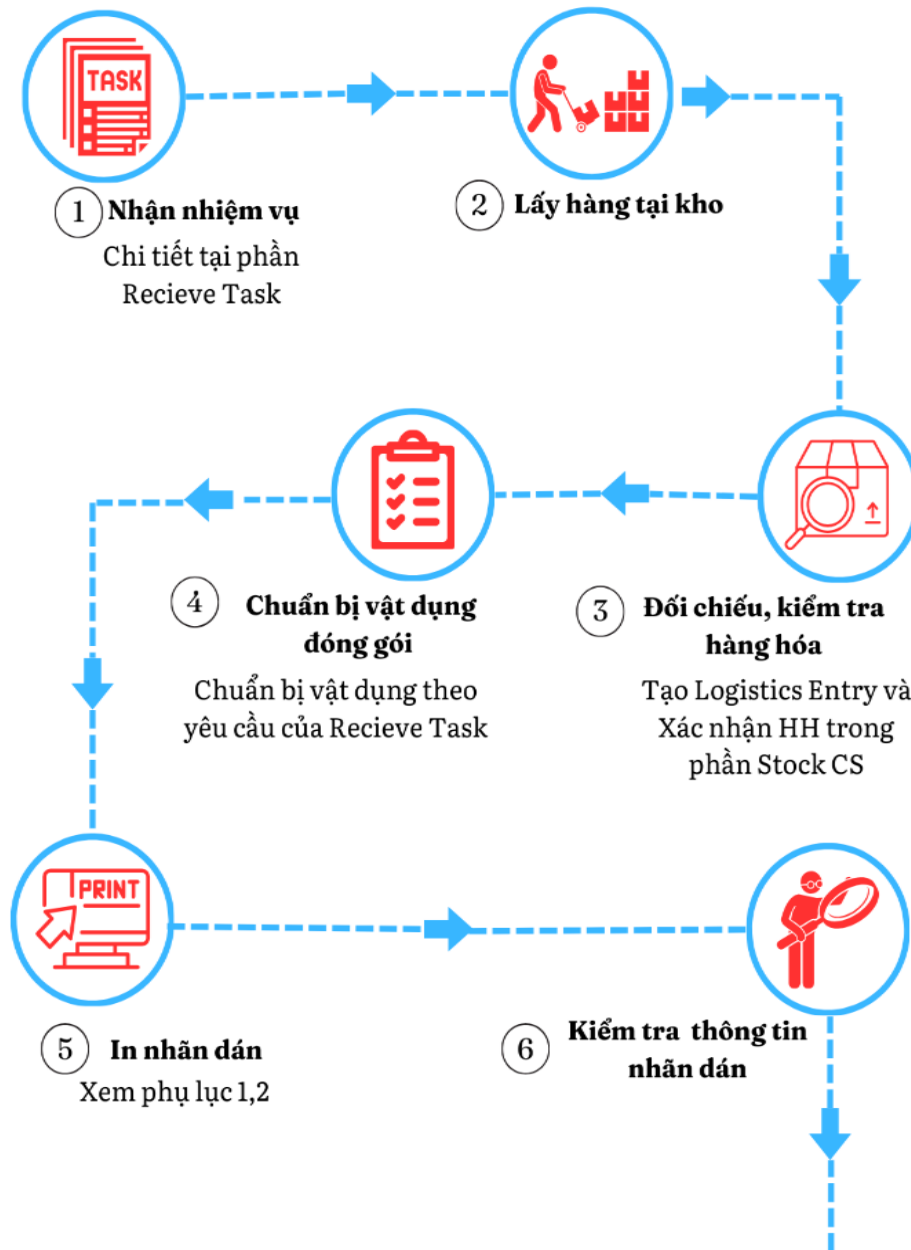 TASK
1 Nhận nhiệm vụ
Chi tiết tại phần
Recieve Task
2 Lấy hàng tại kho
3 Đối chiếu, kiểm tra
hàng hóa
Tạo Logistics Entry và
Xác nhận HH trong
phần Stock CS
4 Chuẩn bị vật dụng
đóng gói
Chuẩn bị vật dụng theo
yêu cầu của Recieve Task
PRINT
5 In nhãn dán
Xem phụ lục 1,2
6 Kiểm tra thông tin
nhãn dán